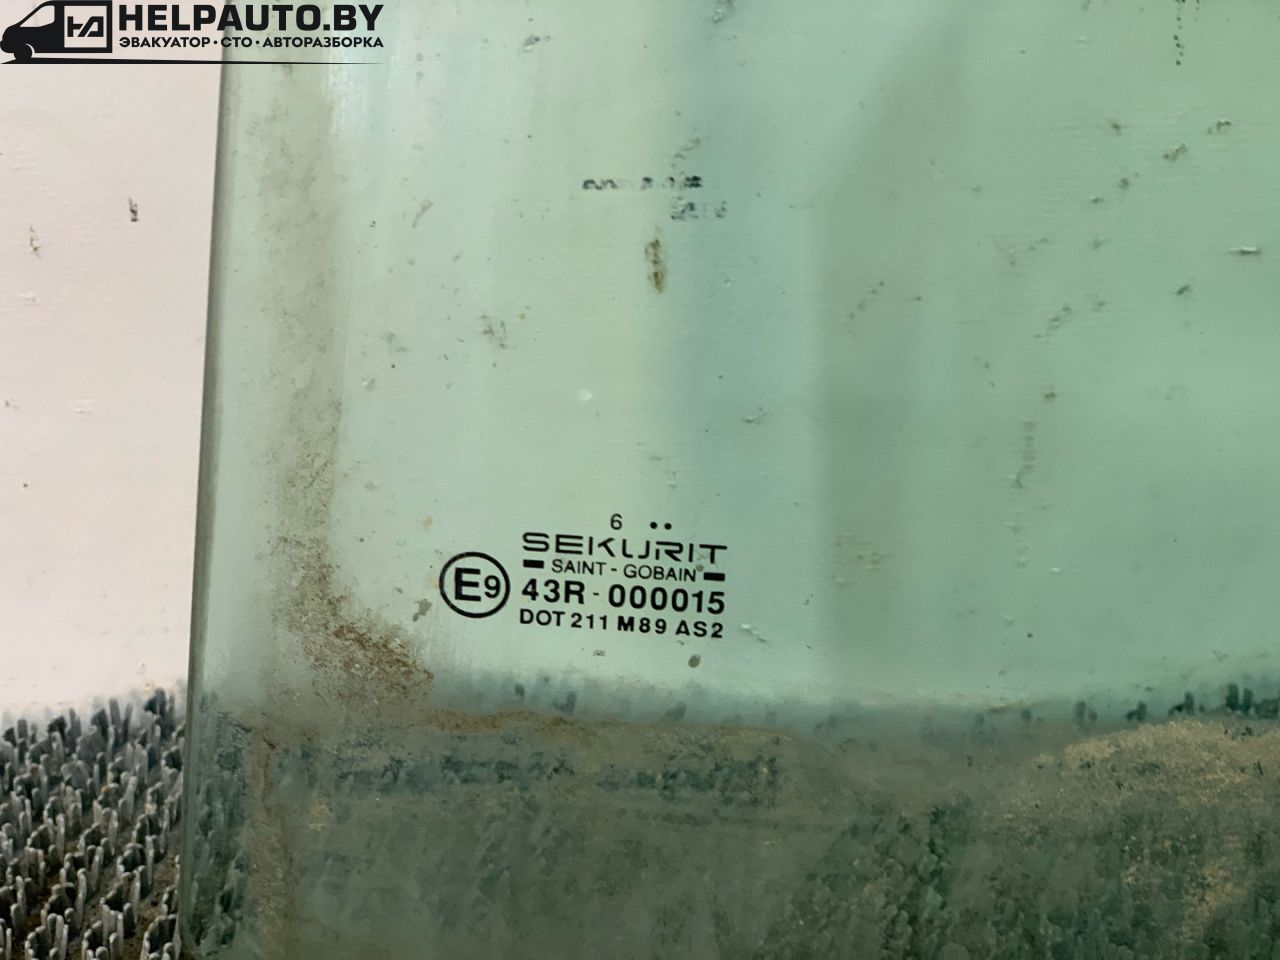 HELPAUTO.BY
ЭВАКУАТОР · СТО · АВТОРАЗБОРКА
6 ..
SEKURIT
SAINT - GOBAIN
E9
43R - 000015
DOT 211 M89 AS2